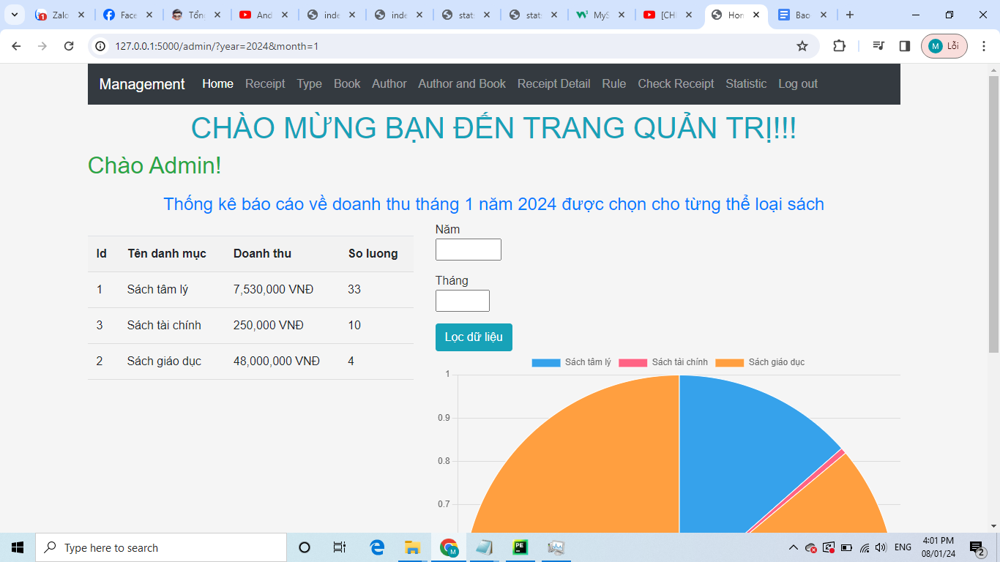 Zalo
Face
Tổn
And
inde
inde
stat
stat
MyS
[CH
Hon
Bao
127.0.0.1:5000/admin/?year=2024&month=1
M Lỗi
Management Home Receipt Type Book Author Author and Book Receipt Detail Rule Check Receipt Statistic Log out
CHÀO MỪNG BẠN ĐẾN TRANG QUẢN TRỊ!!!
Chào Admin!
Thống kê báo cáo về doanh thu tháng 1 năm 2024 được chọn cho từng thể loại sách
Id Tên danh mục Doanh thu So luong
1 Sách tâm lý 7,530,000 VNĐ 33
3 Sách tài chính 250,000 VNĐ 10
2 Sách giáo dục 48,000,000 VNĐ 4
Năm
Tháng
Lọc dữ liệu
Sách tâm lý Sách tài chính Sách giáo dục
1
0.9
0.8
0.7
Type here to search
ENG
4:01 PM
08/01/24
2